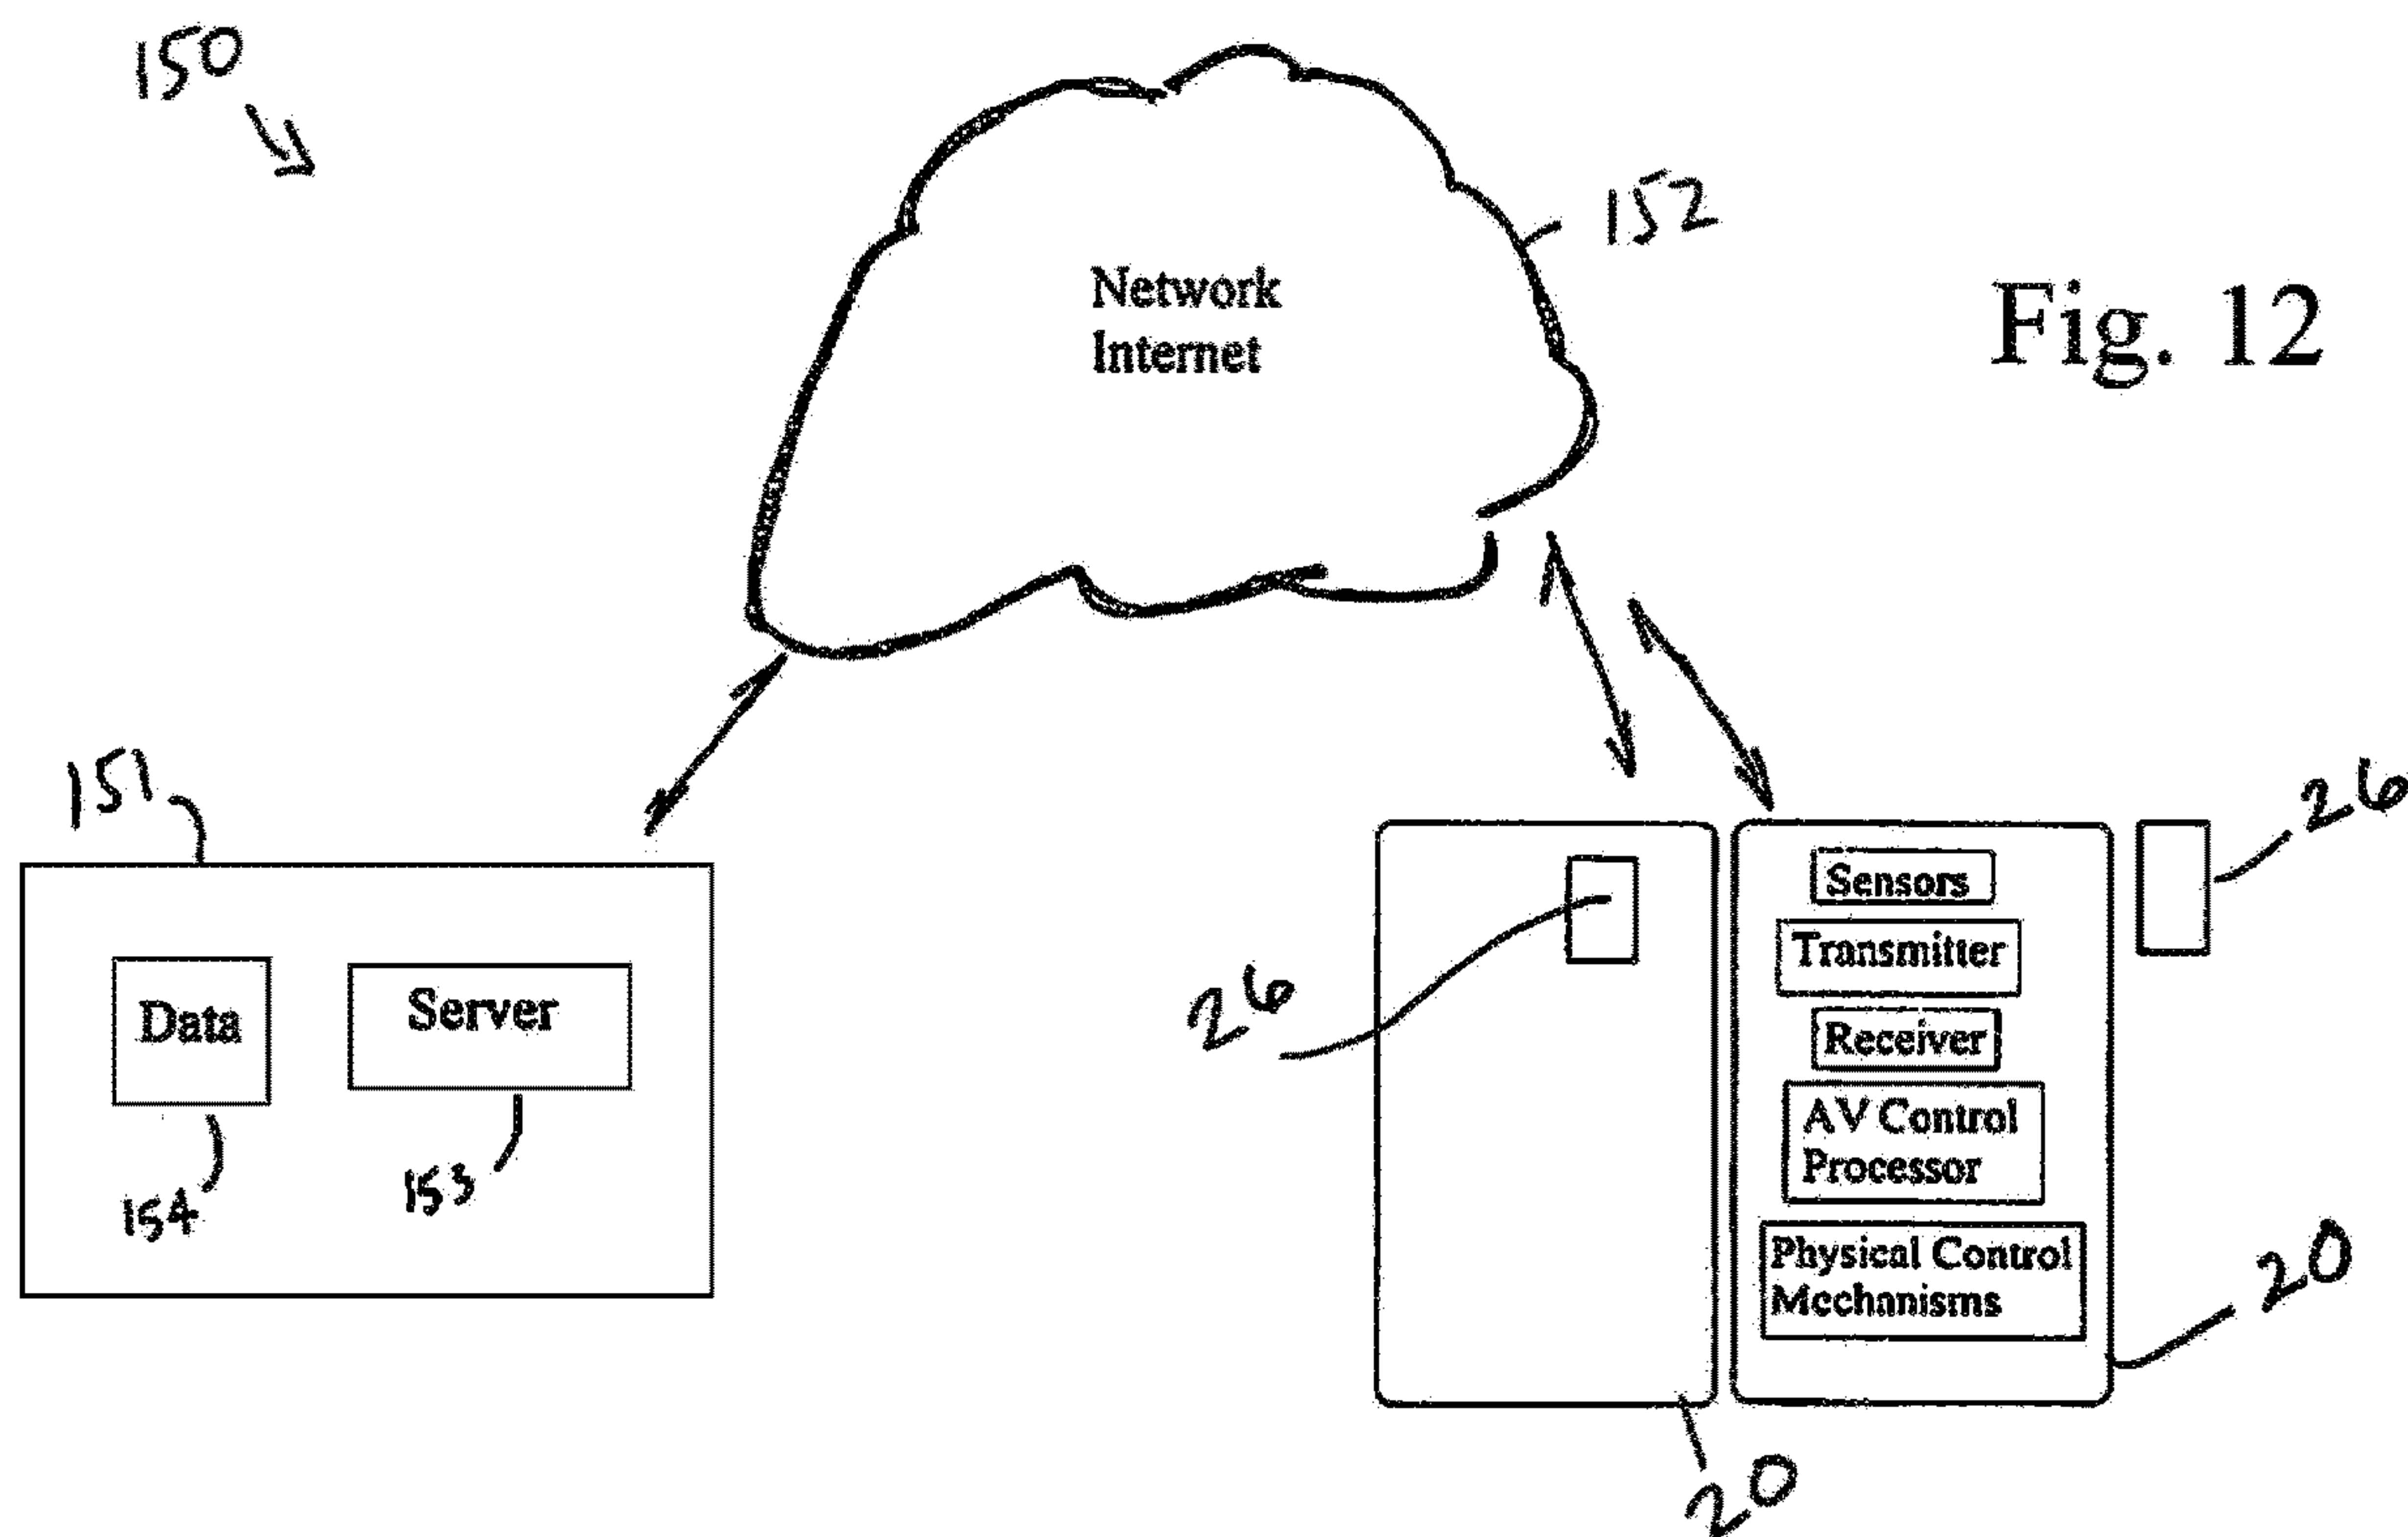 150
152
Network
Internet
Fig. 12
151
26
Sensors
Transmitter
Receiver
AV Control
Processor
Physical Control
Mechanisms
26
Data
Server
154
153
20
20